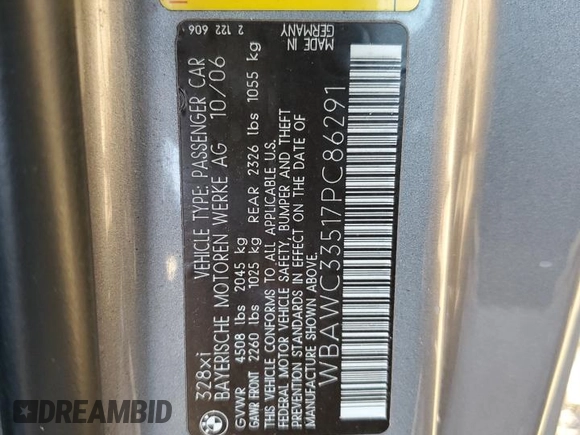 328xi
VEHICLE TYPE: PASSENGER CAR
BAYERISCHE MOTOREN WERKE AG 10/06
GVWR 4508 lbs 2045 kg
GAWR FRONT 2260 lbs 1025 kg REAR 2326 lbs 1055 kg
THIS VEHICLE CONFORMS TO ALL APPLICABLE U.S.
FEDERAL MOTOR VEHICLE SAFETY, BUMPER AND THEFT
PREVENTION STANDARDS IN EFFECT ON THE DATE OF
MANUFACTURE SHOWN ABOVE.
WBAWC33517PC86291
2 122 606
MADE IN
GERMANY
DREAMBID